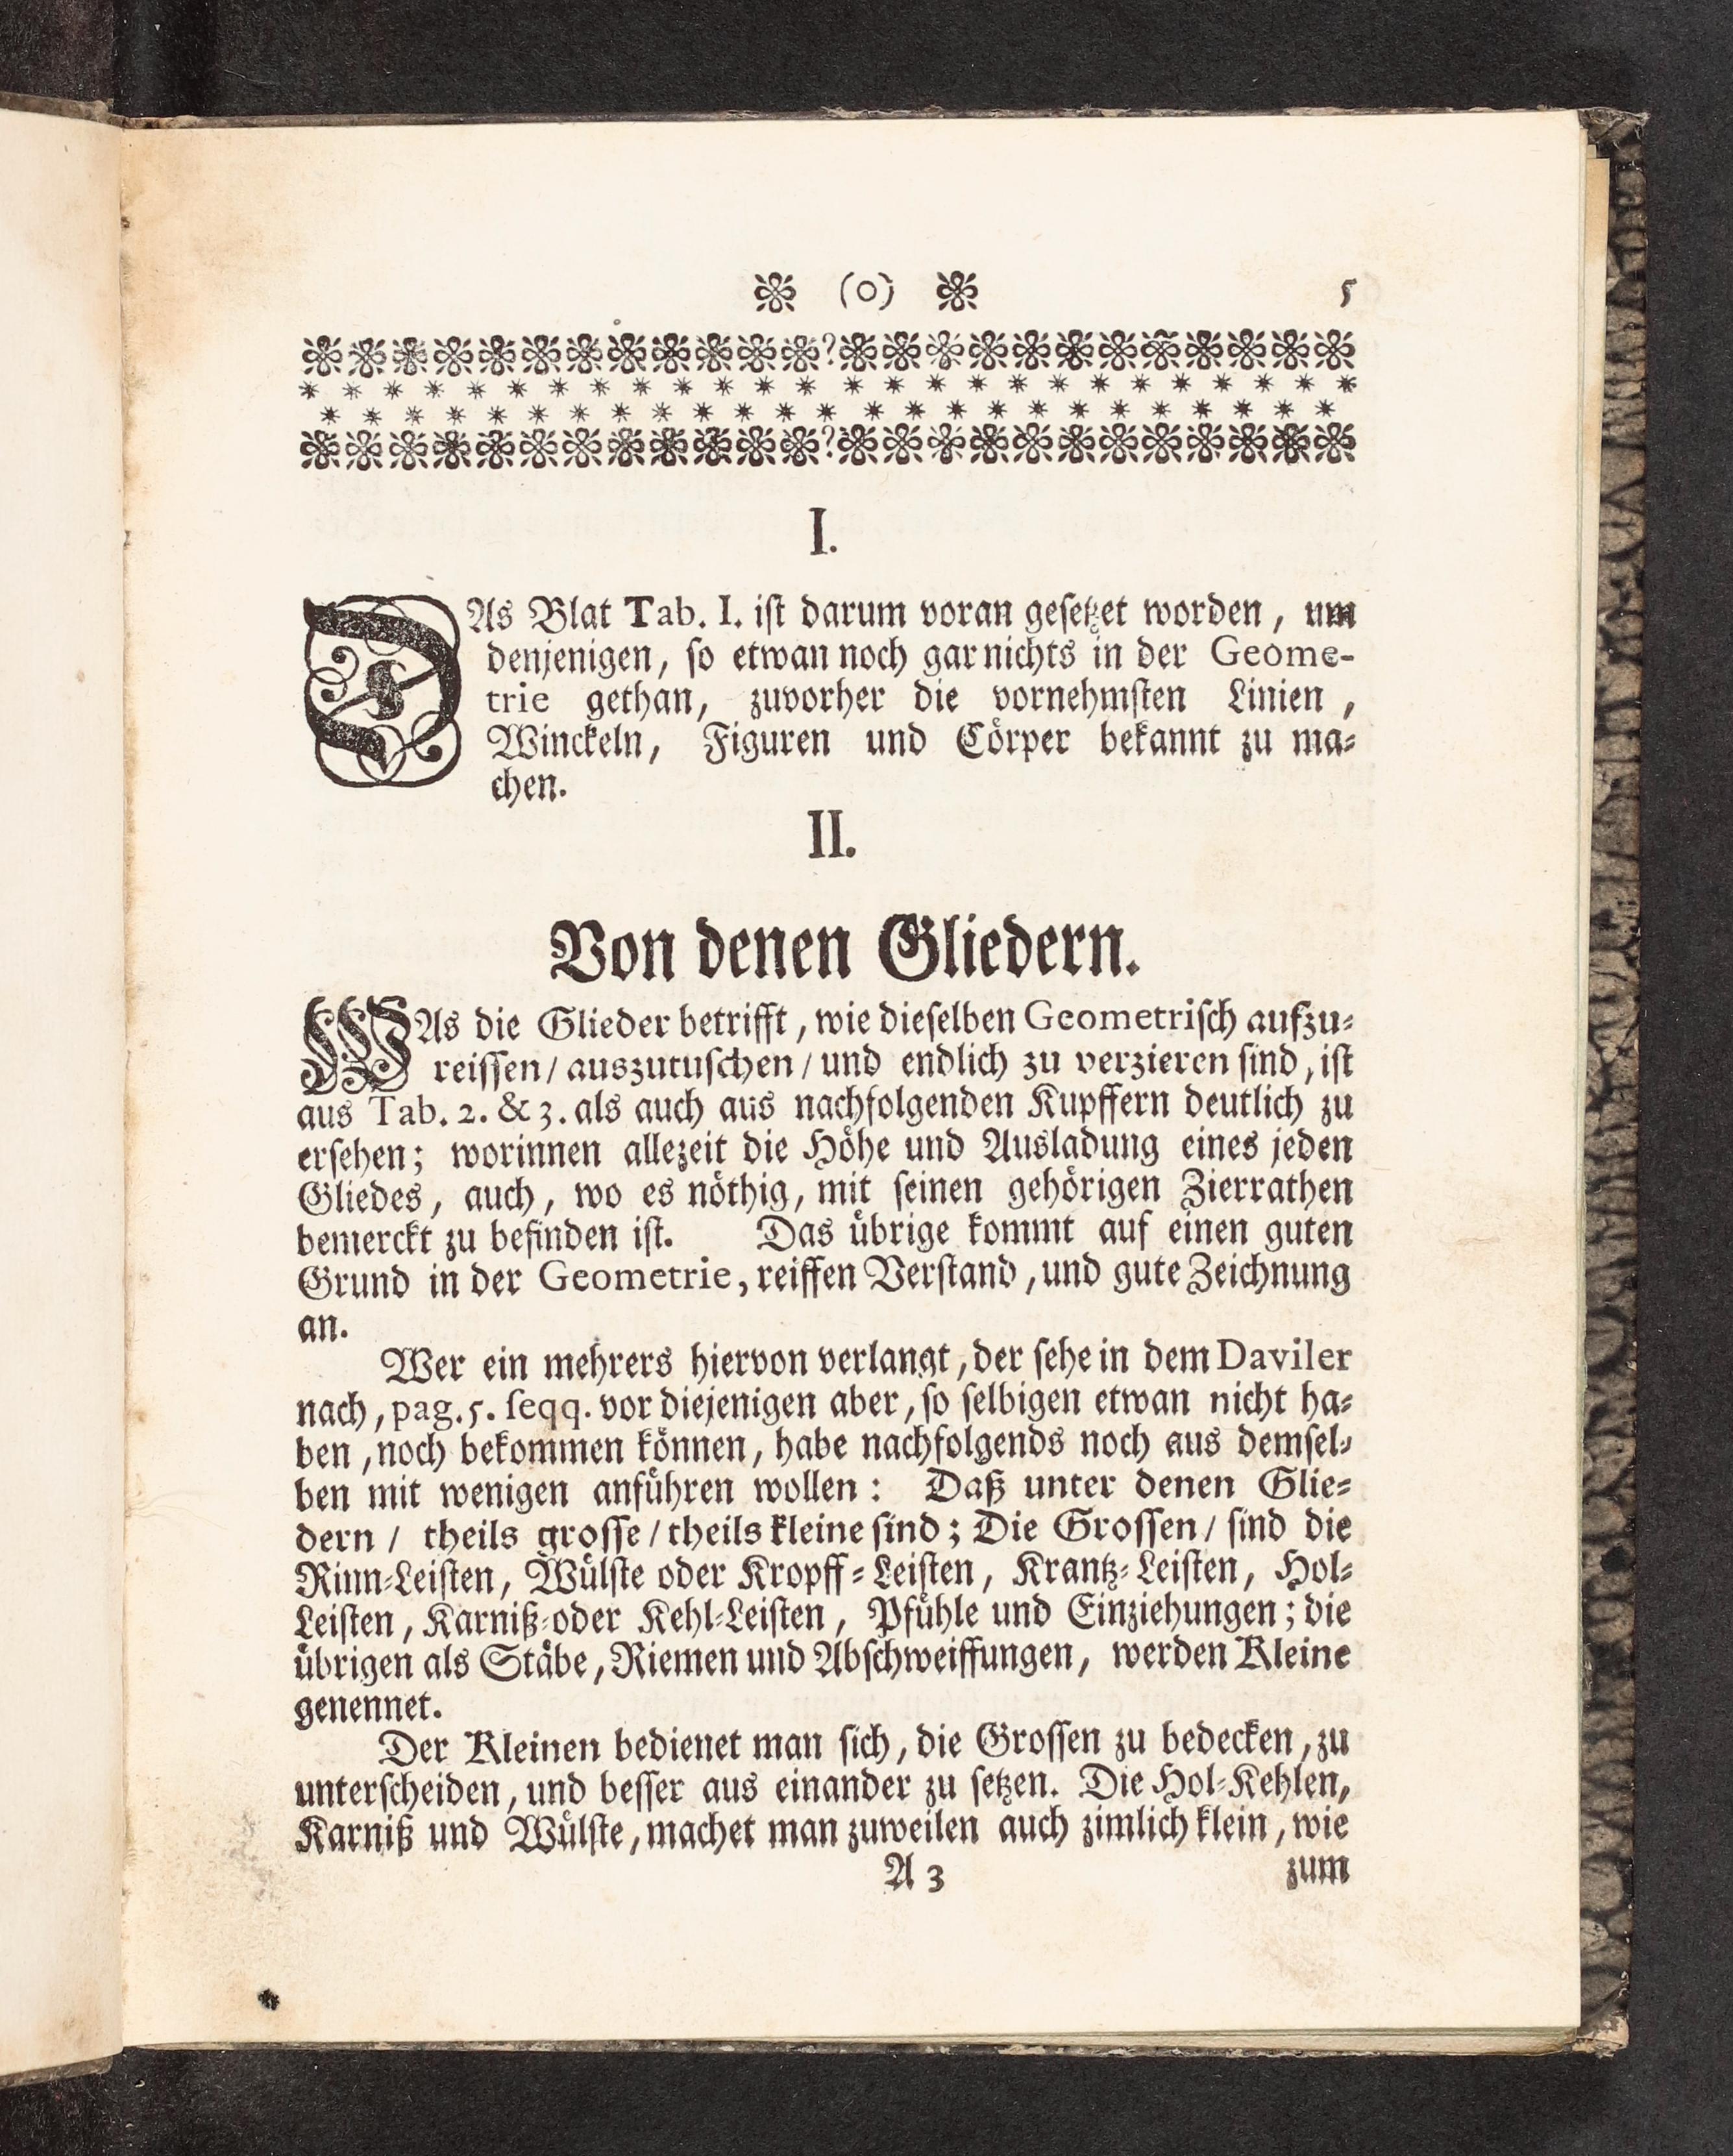 (o) 5
I.
DAs Blat Tab. I. ist darum voran gesetzet worden, um
denjenigen, so etwan noch gar nichts in der Geome-
trie gethan, zuvorher die vornehmsten Linien,
Winckeln, Figuren und Cörper bekannt zu ma-
chen.
II.
Von denen Gliedern.
WAs die Glieder betrifft, wie dieselben Geometrisch aufzu-
reissen/ auszutuschen/ und endlich zu verzieren sind, ist
aus Tab. 2. & 3. als auch aus nachfolgenden Kupffern deutlich zu
ersehen; worinnen allezeit die Höhe und Ausladung eines jeden
Gliedes, auch, wo es nöthig, mit seinen gehörigen Zierrathen
bemerckt zu befinden ist. Das übrige kommt auf einen guten
Grund in der Geometrie, reiffen Verstand, und gute Zeichnung
an.
Wer ein mehrers hiervon verlangt, der sehe in dem Daviler
nach, pag. 5. seqq. vor diejenigen aber, so selbigen etwan nicht ha-
ben, noch bekommen können, habe nachfolgends noch aus demsel-
ben mit wenigen anführen wollen: Daß unter denen Glie-
dern/ theils grosse/ theils kleine sind; Die Grossen/ sind die
Rinn-Leisten, Wülste oder Kropff-Leisten, Krantz-Leisten, Hol-
Leisten, Karniß-oder Kehl-Leisten, Pfühle und Einziehungen; die
übrigen als Stäbe, Riemen und Abschweiffungen, werden Kleine
genennet.
Der Kleinen bedienet man sich, die Grossen zu bedecken, zu
unterscheiden, und besser aus einander zu setzen. Die Hol-Kehlen,
Karniß und Wülste, machet man zuweilen auch zimlich klein, wie
A 3 zum